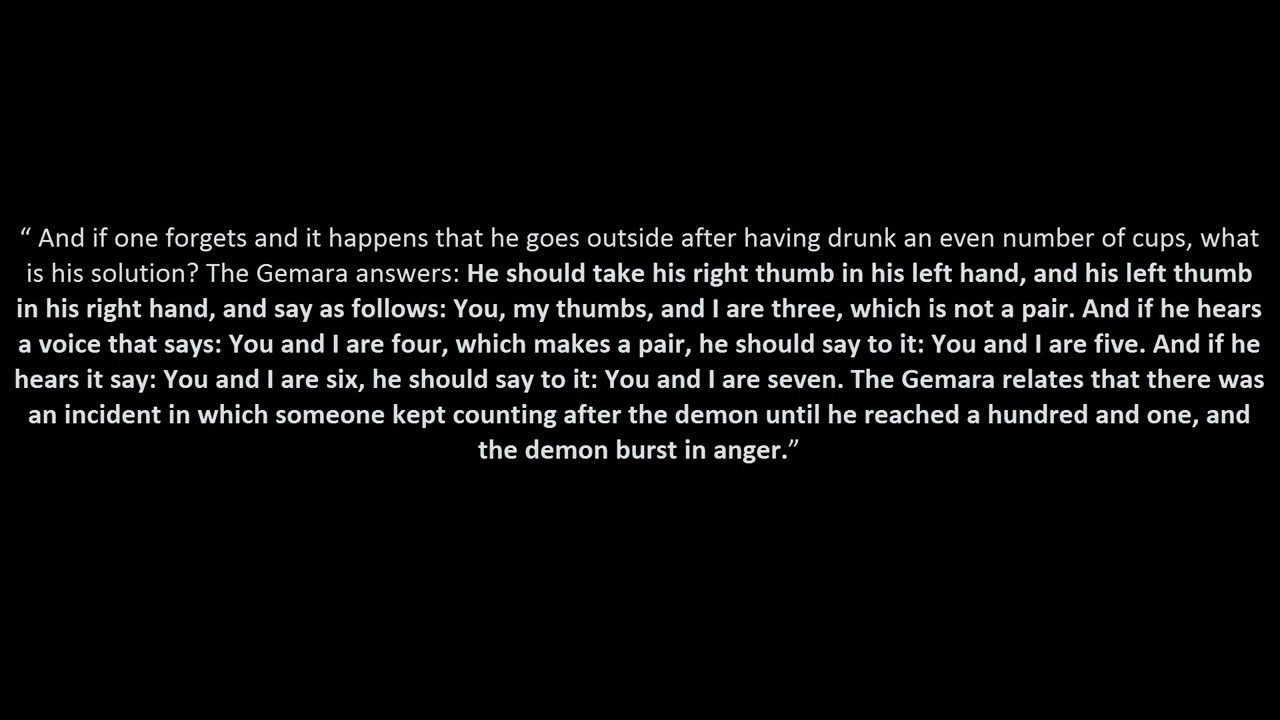 “ And if one forgets and it happens that he goes outside after having drunk an even number of cups, what
is his solution? The Gemara answers: He should take his right thumb in his left hand, and his left thumb
in his right hand, and say as follows: You, my thumbs, and I are three, which is not a pair. And if he hears
a voice that says: You and I are four, which makes a pair, he should say to it: You and I are five. And if he
hears it say: You and I are six, he should say to it: You and I are seven. The Gemara relates that there was
an incident in which someone kept counting after the demon until he reached a hundred and one, and
the demon burst in anger.”